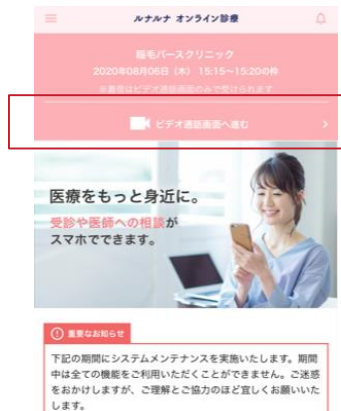 ルナルナ オンライン診療
稲毛バースクリニック
2020年08月06日（木） 15:15～15:20の枠
※着信はビデオ通話画面のみで受けられます
ビデオ通話画面へ進む
医療をもっと身近に。
受診や医師への相談が
スマホでできます。
重要なお知らせ
下記の期間にシステムメンテナンスを実施いたします。期間
中は全ての機能をご利用いただくことができません。ご迷惑
をおかけしますが、ご理解とご協力のほど宜しくお願いいた
します。